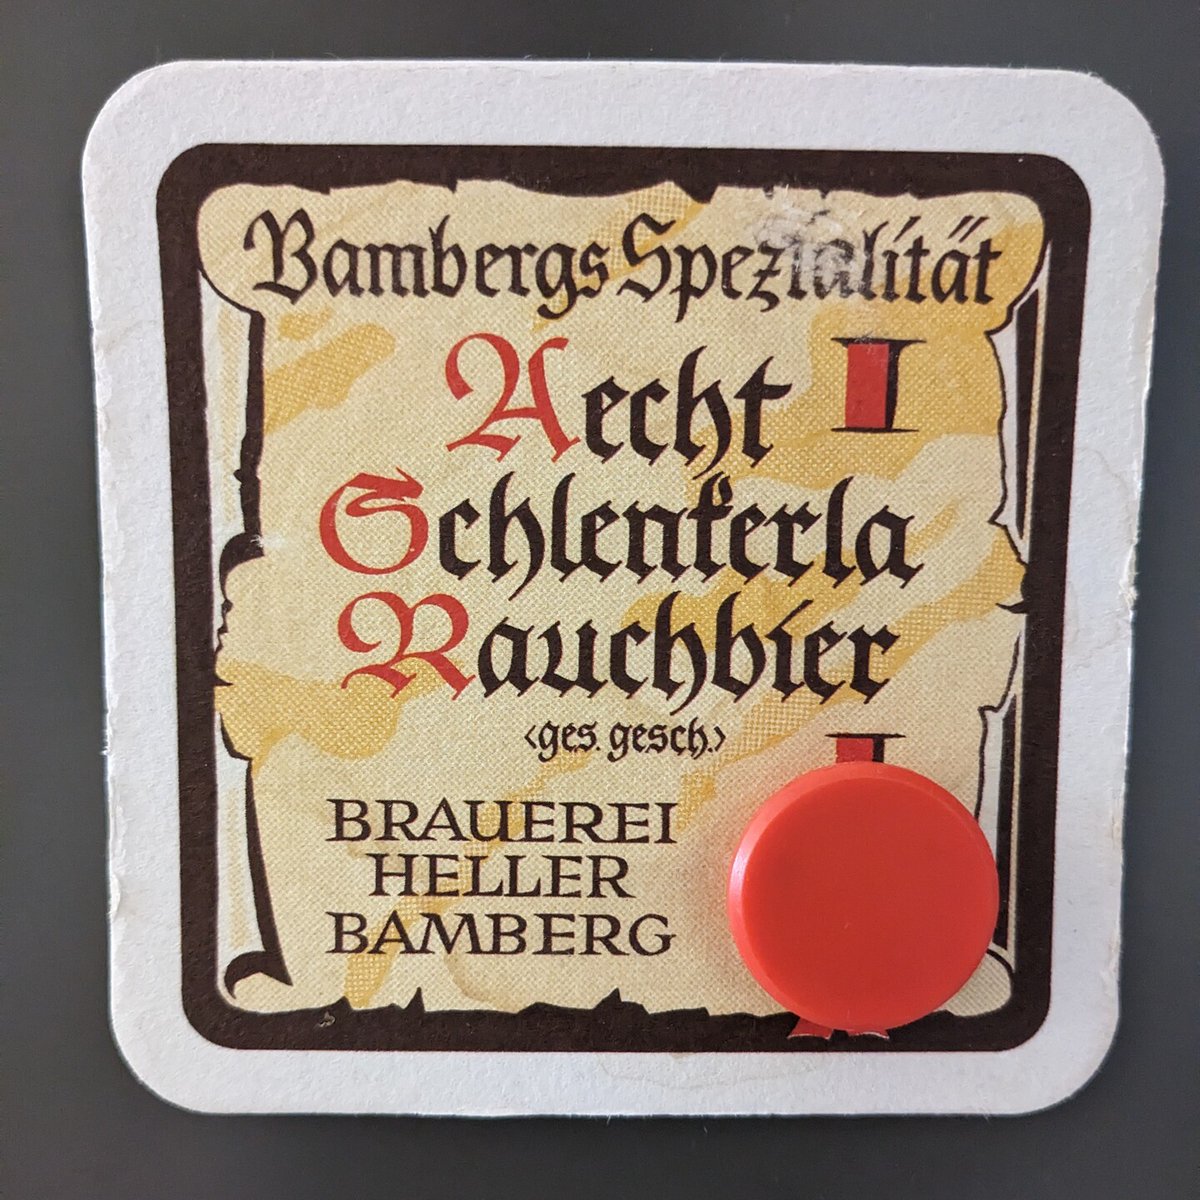 Bambergs Spezialität
Aecht
Schlenkerla
Rauchbier
‹ges. gesch.›
BRAUEREI
HELLER
BAMBERG